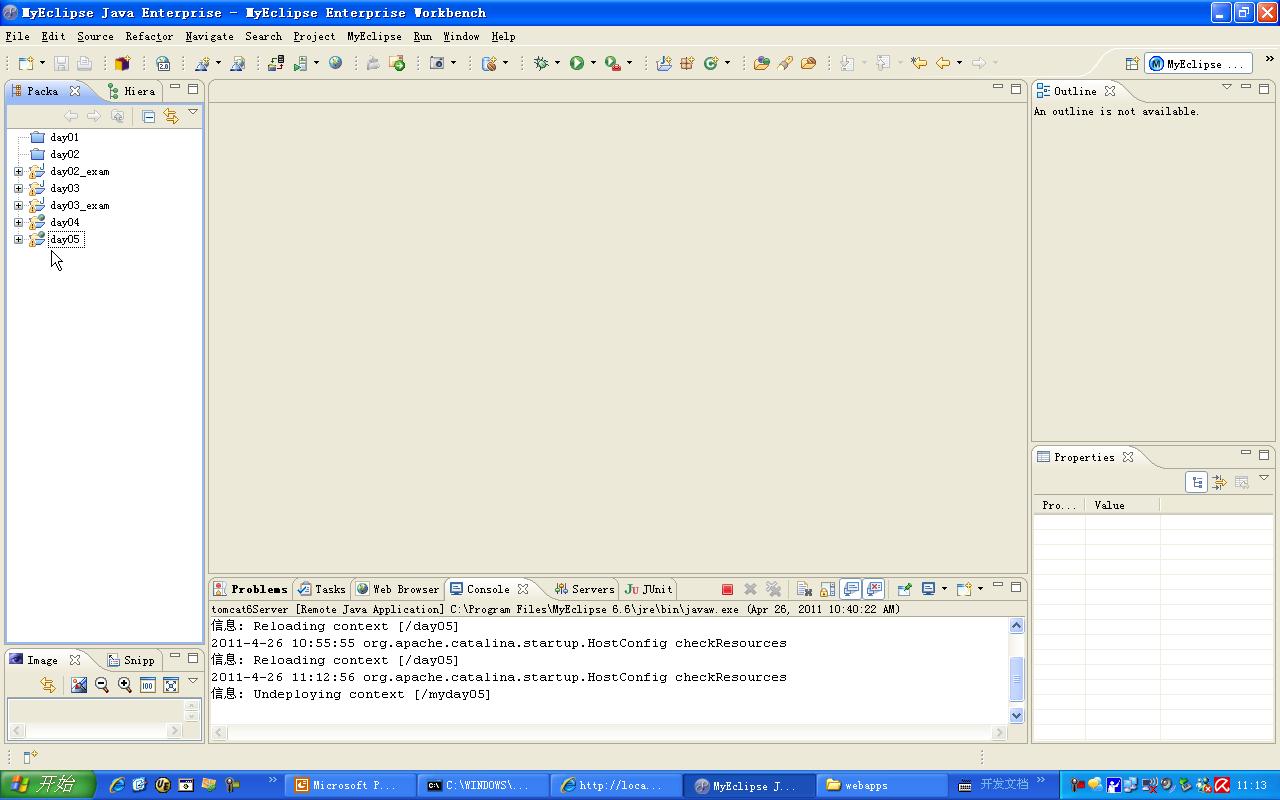 MyEclipse Java Enterprise - MyEclipse Enterprise Workbench
File Edit Source Refactor Navigate Search Project MyEclipse Run Window Help
2.0
MyEclipse ...
Packa
Hiera
day01
day02
day02_exam
day03
day03_exam
day04
day05
Outline
An outline is not available.
Properties
Pro... Value
Problems Tasks Web Browser Console Servers JUnit
tomcat6Server [Remote Java Application] C:\Program Files\MyEclipse 6.6\jre\bin\javaw.exe (Apr 26, 2011 10:40:22 AM)
信息: Reloading context [/day05]
2011-4-26 10:55:55 org.apache.catalina.startup.HostConfig checkResources
信息: Reloading context [/day05]
2011-4-26 11:12:56 org.apache.catalina.startup.HostConfig checkResources
信息: Undeploying context [/myday05]
Image
Snipp
100
开始
Microsoft P...
C:\WINDOWS\...
http://loca...
MyEclipse J...
webapps
开发文档
11:13